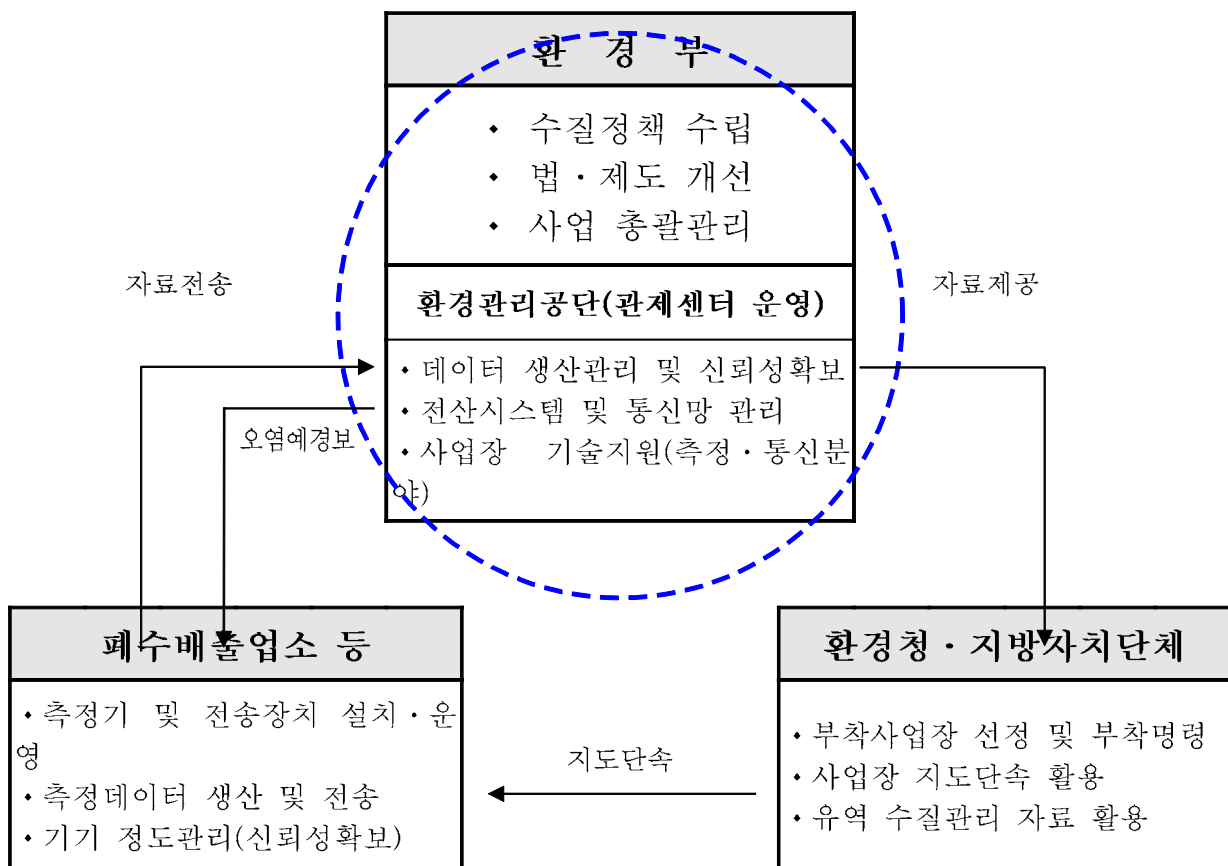 환 경 부
• 수질정책 수립
• 법·제도 개선
• 사업 총괄관리
자료전송
자료제공
환경관리공단(관제센터 운영)
• 데이터 생산관리 및 신뢰성확보
• 전산시스템 및 통신망 관리
• 사업장 기술지원(측정·통신분
야)
오염예경보
폐수배출업소 등
• 측정기 및 전송장치 설치·운
영
• 측정데이터 생산 및 전송
• 기기 정도관리(신뢰성확보)
지도단속
환경청·지방자치단체
• 부착사업장 선정 및 부착명령
• 사업장 지도단속 활용
• 유역 수질관리 자료 활용